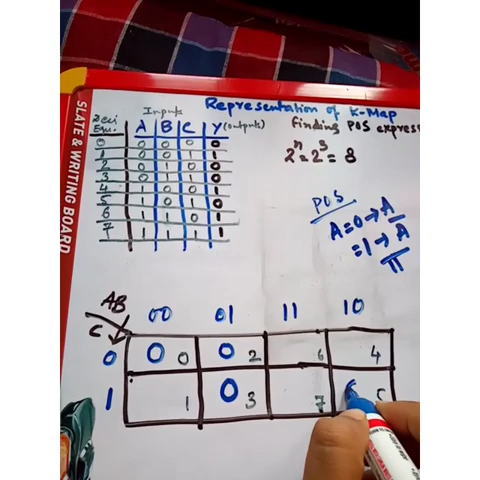 SLATE & WRITING BOARD
Representation of K-Map
finding POS express
Inputs
Deci Equ. A B C Y (outputs)
0 0 0 0 0
1 0 0 1 1
2 0 1 0 0
3 0 1 1 0
4 1 0 0 1
5 1 0 1 0
6 1 1 0 1
7 1 1 1 1
2ⁿ = 2³ = 8
POS
A = 0 → A
= 1 → A̅
π
AB 00 01 11 10
C
0 0 0 0 2 6 4
1 1 0 3 7 5